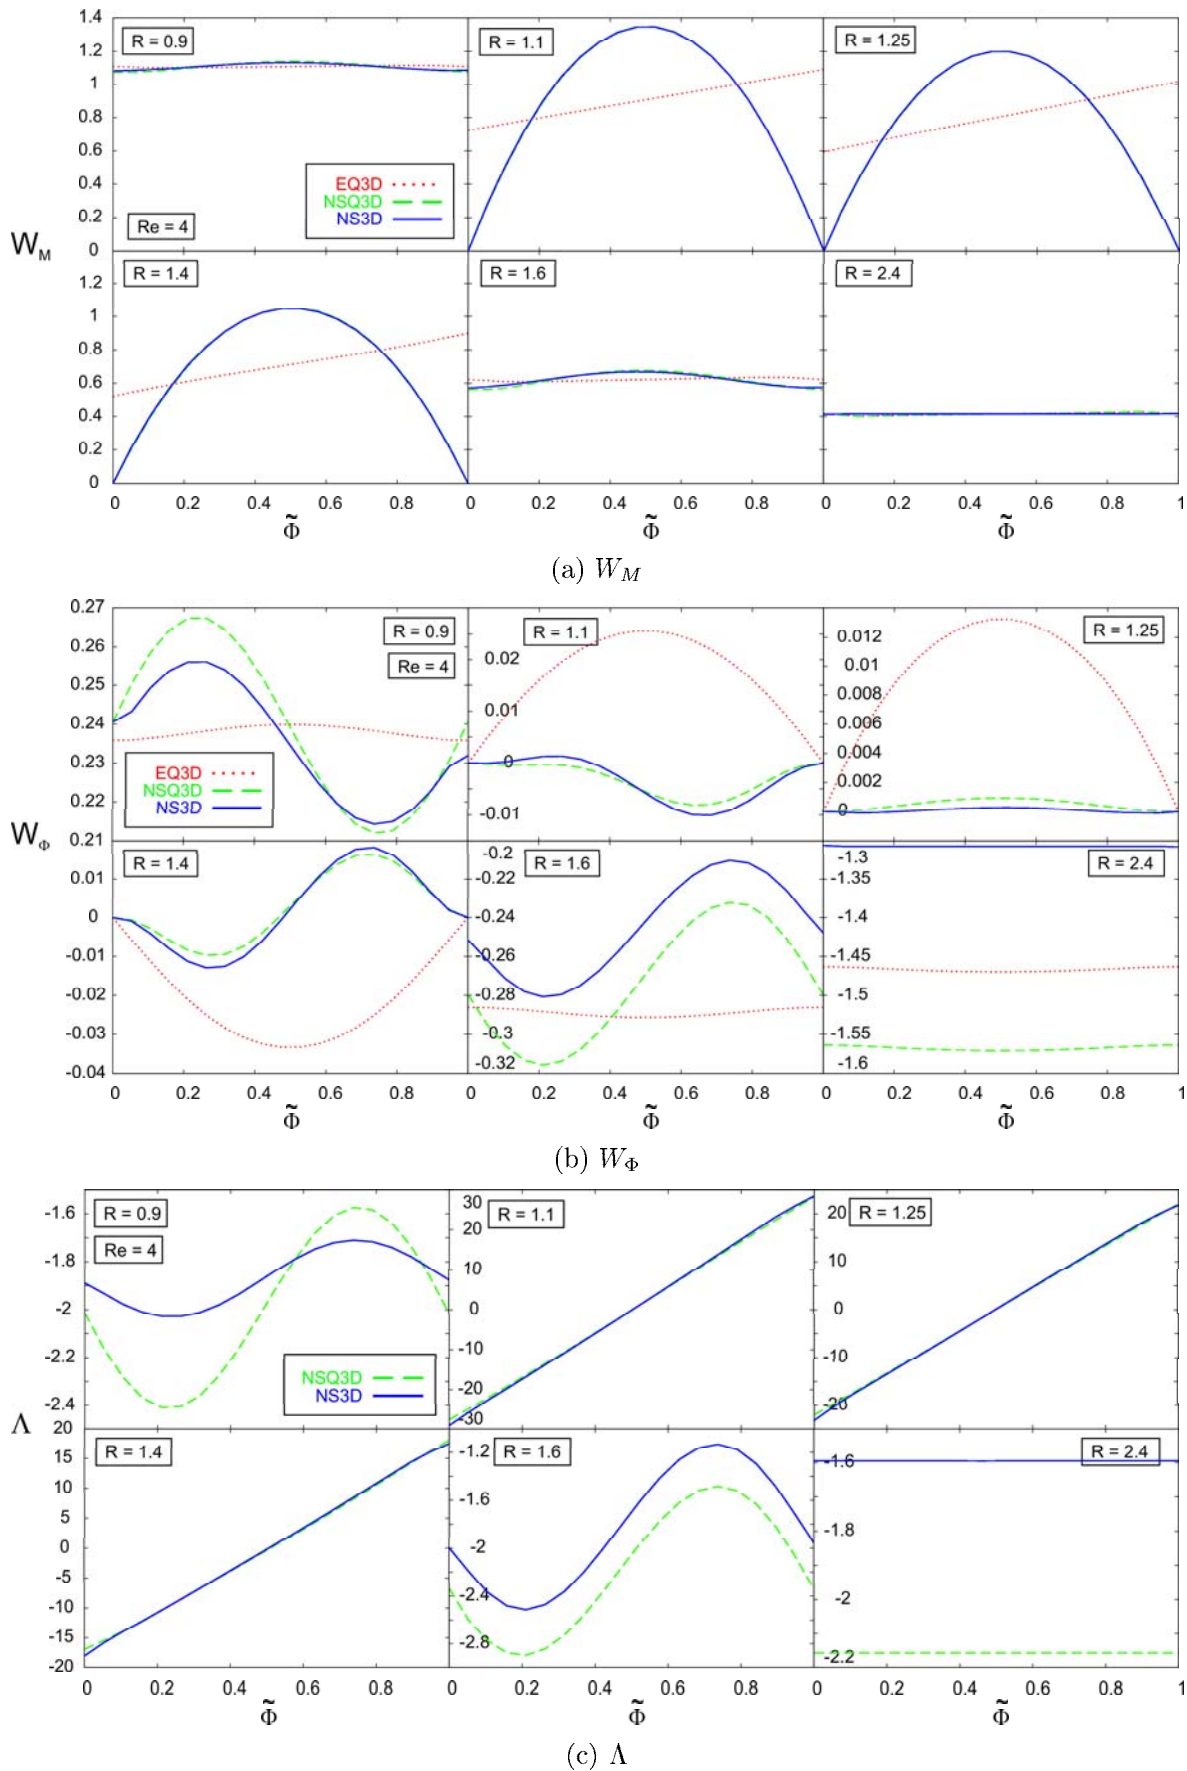 1.4
1.2
1
0.8
0.6
0.4
0.2
0
R = 0.9
R = 1.1
R = 1.25
EQ3D
NSQ3D
NS3D
Re = 4
W_M
1.2
1
0.8
0.6
0.4
0.2
0
R = 1.4
R = 1.6
R = 2.4
0 0.2 0.4 0.6 0.8 0 0.2 0.4 0.6 0.8 0 0.2 0.4 0.6 0.8 1
Φ̃ Φ̃ Φ̃
(a) W_M
0.27
0.26
0.25
0.24
0.23
0.22
0.21
R = 0.9
Re = 4
EQ3D
NSQ3D
NS3D
R = 1.1
0.02
0.01
0
-0.01
R = 1.25
0.012
0.01
0.008
0.006
0.004
0.002
0
W_Φ
0.01
0
-0.01
-0.02
-0.03
-0.04
R = 1.4
-0.2
-0.22
-0.24
-0.26
-0.28
-0.3
-0.32
R = 1.6
-1.3
-1.35
-1.4
-1.45
-1.5
-1.55
-1.6
R = 2.4
0 0.2 0.4 0.6 0.8 0 0.2 0.4 0.6 0.8 0 0.2 0.4 0.6 0.8 1
Φ̃ Φ̃ Φ̃
(b) W_Φ
-1.6
-1.8
-2
-2.2
-2.4
R = 0.9
Re = 4
NSQ3D
NS3D
30
20
10
0
-10
-20
-30
R = 1.1
20
10
0
-10
-20
R = 1.25
Λ
20
15
10
5
0
-5
-10
-15
-20
R = 1.4
-1.2
-1.6
-2
-2.4
-2.8
R = 1.6
-1.6
-1.8
-2
-2.2
R = 2.4
0 0.2 0.4 0.6 0.8 0 0.2 0.4 0.6 0.8 0 0.2 0.4 0.6 0.8 1
Φ̃ Φ̃ Φ̃
(c) Λ